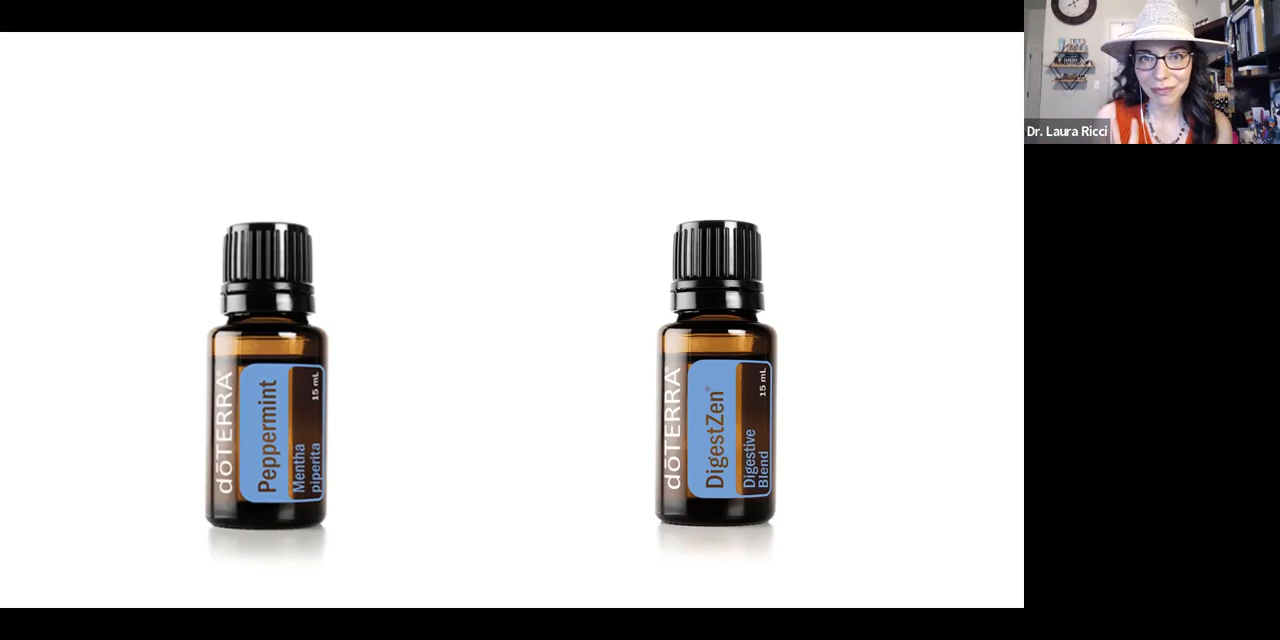 dōTERRA®
Peppermint
Mentha
piperita
15 mL
dōTERRA®
DigestZen®
Digestive
Blend
15 mL
Dr. Laura Ricci